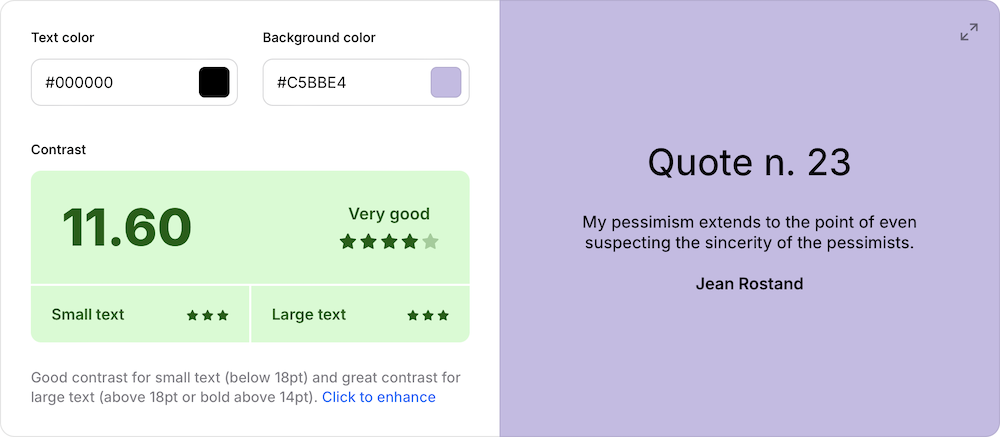 Text color
#000000
Background color
#C5BBE4
Contrast
11.60
Very good
Small text
Large text
Good contrast for small text (below 18pt) and great contrast for
large text (above 18pt or bold above 14pt). Click to enhance
Quote n. 23
My pessimism extends to the point of even
suspecting the sincerity of the pessimists.
Jean Rostand